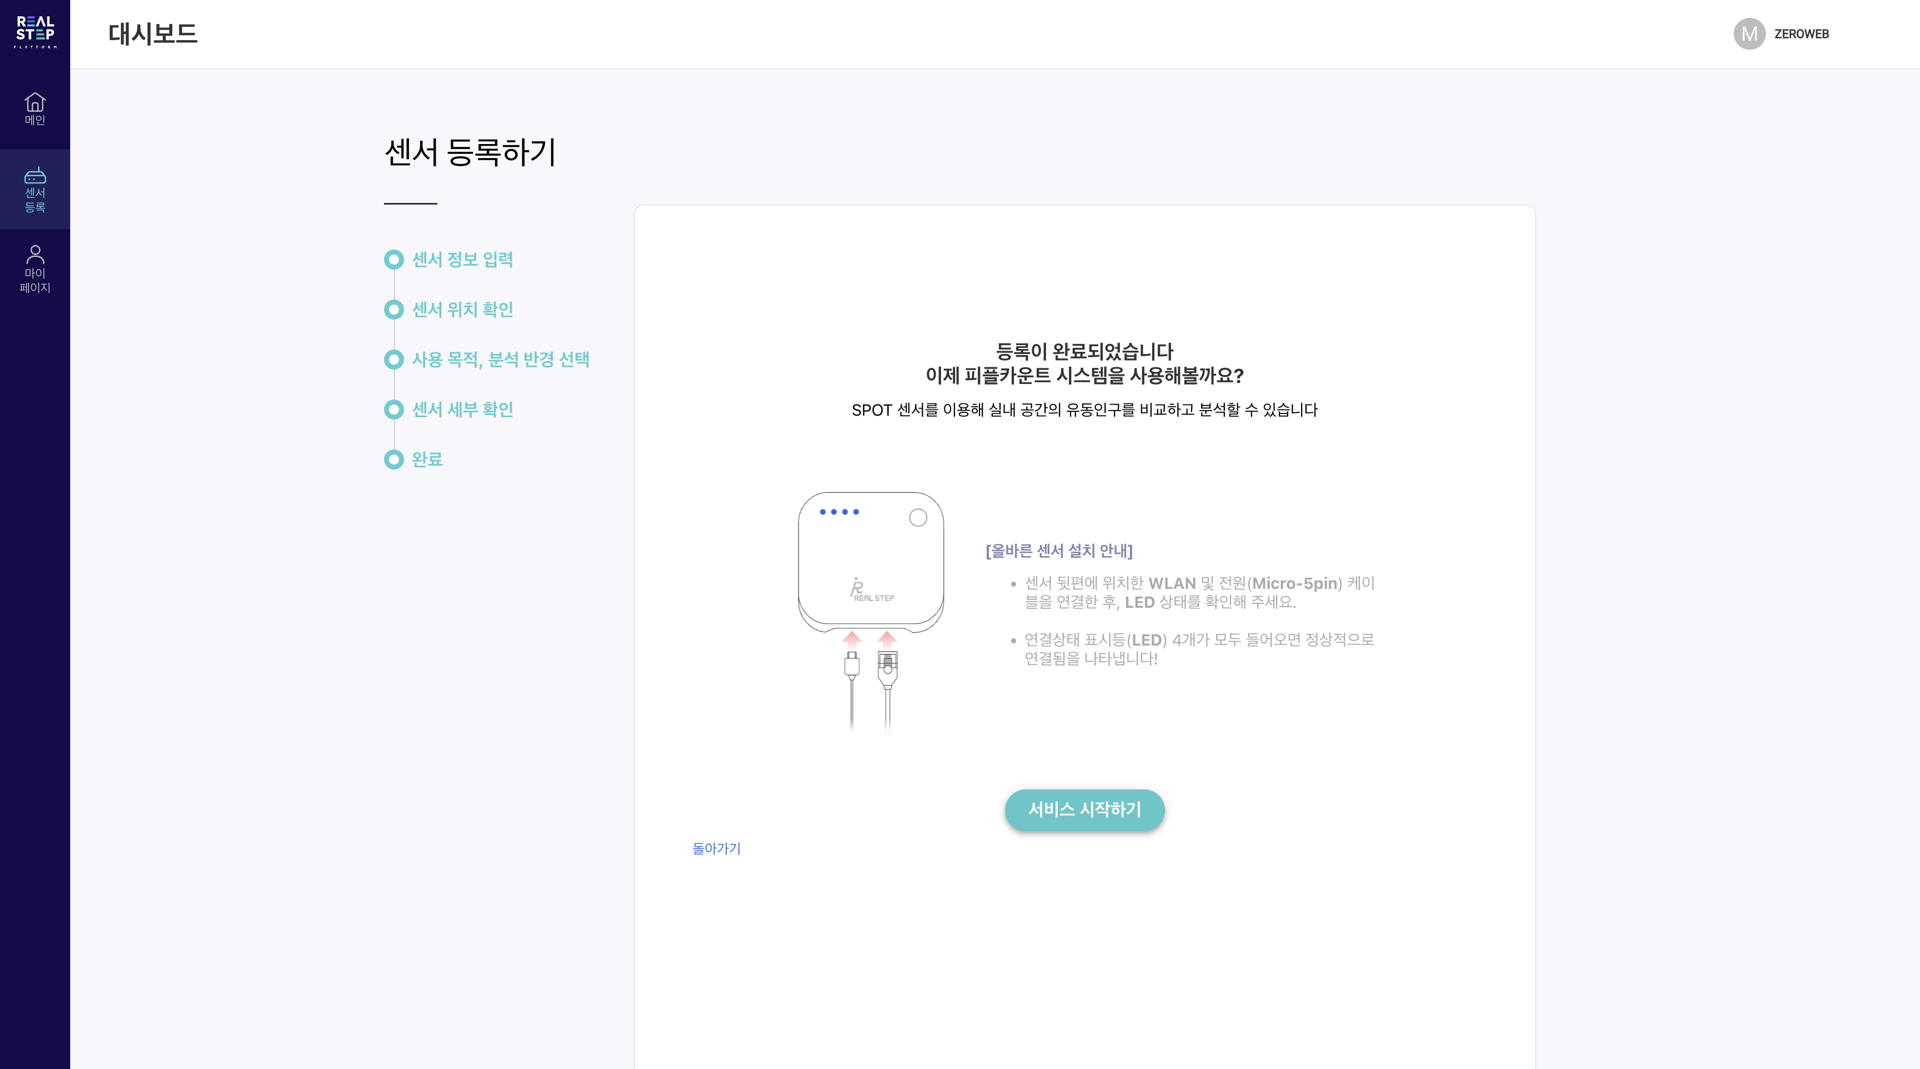 REAL
STEP
PLATFORM
대시보드
M
ZEROWEB
메인
센서
등록
마이
페이지
센서 등록하기
센서 정보 입력
센서 위치 확인
사용 목적, 분석 반경 선택
센서 세부 확인
완료
등록이 완료되었습니다
이제 피플카운트 시스템을 사용해볼까요?
SPOT 센서를 이용해 실내 공간의 유동인구를 비교하고 분석할 수 있습니다
REAL STEP
[올바른 센서 설치 안내]
• 센서 뒷편에 위치한 WLAN 및 전원(Micro-5pin) 케이
블을 연결한 후, LED 상태를 확인해 주세요.
• 연결상태 표시등(LED) 4개가 모두 들어오면 정상적으로
연결됨을 나타냅니다!
서비스 시작하기
돌아가기